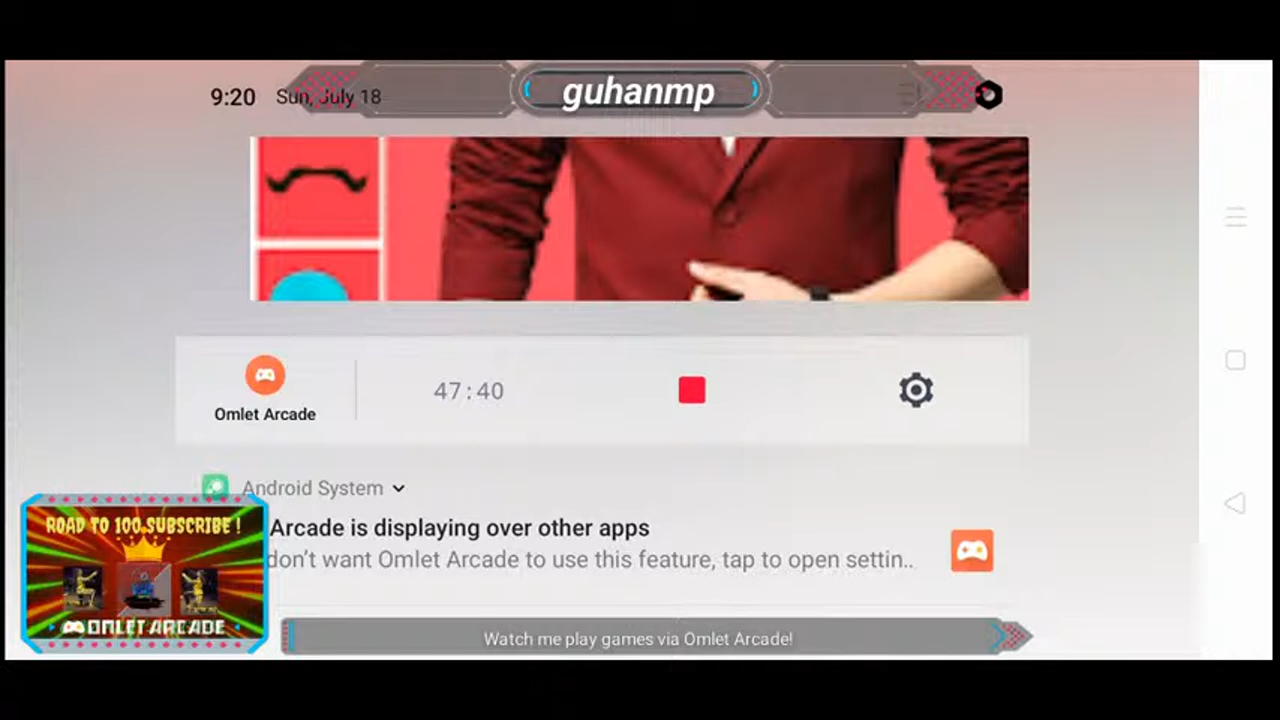 guhanmp
9:20 Sun, July 18
Omlet Arcade
47:40
Android System
Arcade is displaying over other apps
don't want Omlet Arcade to use this feature, tap to open settin..
ROAD TO 100 SUBSCRIBE !
OMLET ARCADE
Watch me play games via Omlet Arcade!